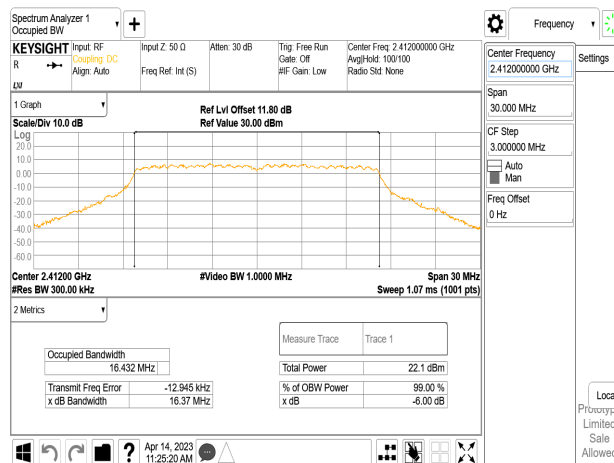 Spectrum Analyzer 1
Occupied BW
KEYSIGHT
Input: RF
Coupling: DC
Align: Auto
R
LNI
Input Z: 50 Ω
Freq Ref: Int (S)
Atten: 30 dB
Trig: Free Run
Gate: Off
#IF Gain: Low
Center Freq: 2.412000000 GHz
Avg|Hold: 100/100
Radio Std: None
1 Graph
Scale/Div 10.0 dB
Ref Lvl Offset 11.80 dB
Ref Value 30.00 dBm
Log
20.0
10.0
0.00
-10.0
-20.0
-30.0
-40.0
-50.0
-60.0
Center 2.41200 GHz
#Video BW 1.0000 MHz
Span 30 MHz
#Res BW 300.00 kHz
Sweep 1.07 ms (1001 pts)
2 Metrics
Measure Trace Trace 1
Occupied Bandwidth
16.432 MHz
Total Power 22.1 dBm
Transmit Freq Error -12.945 kHz
% of OBW Power 99.00 %
x dB Bandwidth 16.37 MHz
x dB -6.00 dB
Apr 14, 2023
11:25:20 AM
Frequency
Center Frequency
2.412000000 GHz
Settings
Span
30.000 MHz
CF Step
3.000000 MHz
Auto
Man
Freq Offset
0 Hz
Loca
Prototyp
Limited
Sale
Allowed